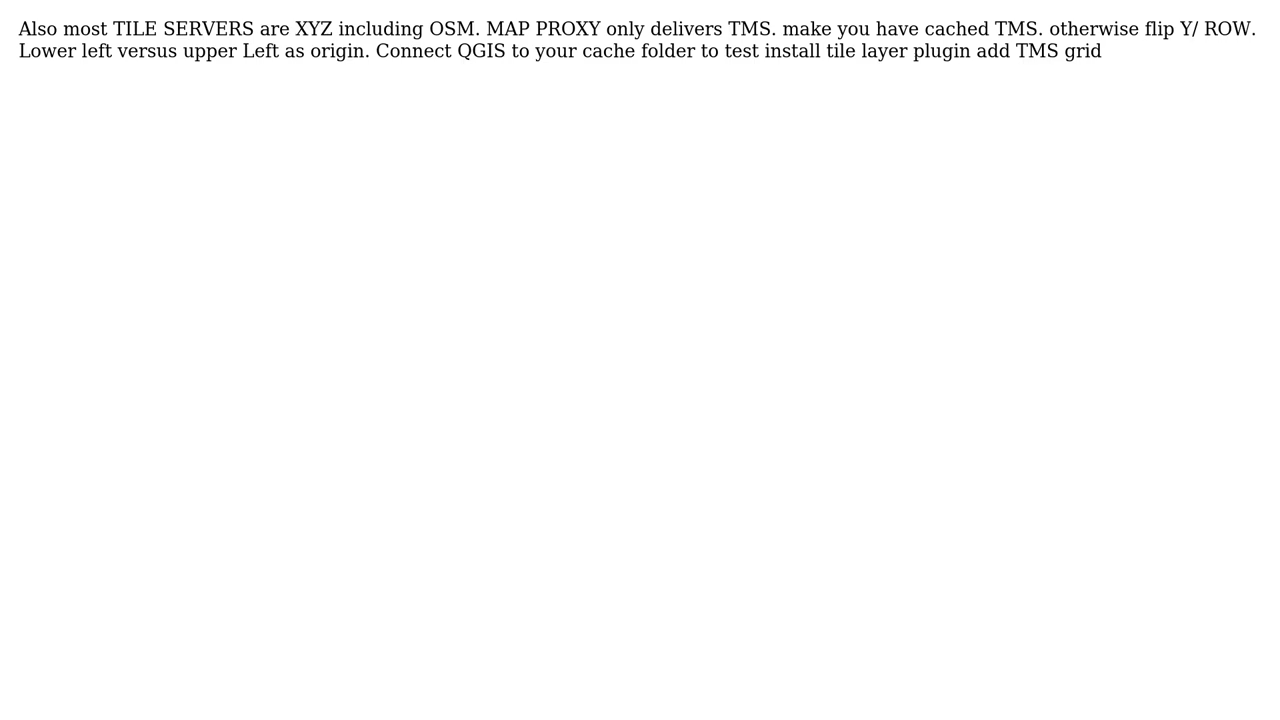 Also most TILE SERVERS are XYZ including OSM. MAP PROXY only delivers TMS. make you have cached TMS. otherwise flip Y/ ROW.
Lower left versus upper Left as origin. Connect QGIS to your cache folder to test install tile layer plugin add TMS grid